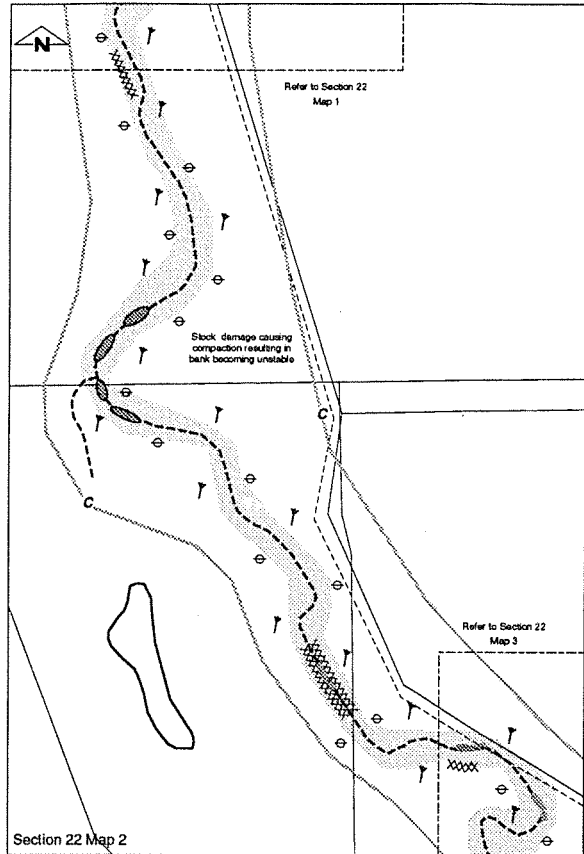 N
Refer to Section 22
Map 1
Stock damage causing
compaction resulting in
bank becoming unstable
C
C
Refer to Section 22
Map 3
Section 22 Map 2